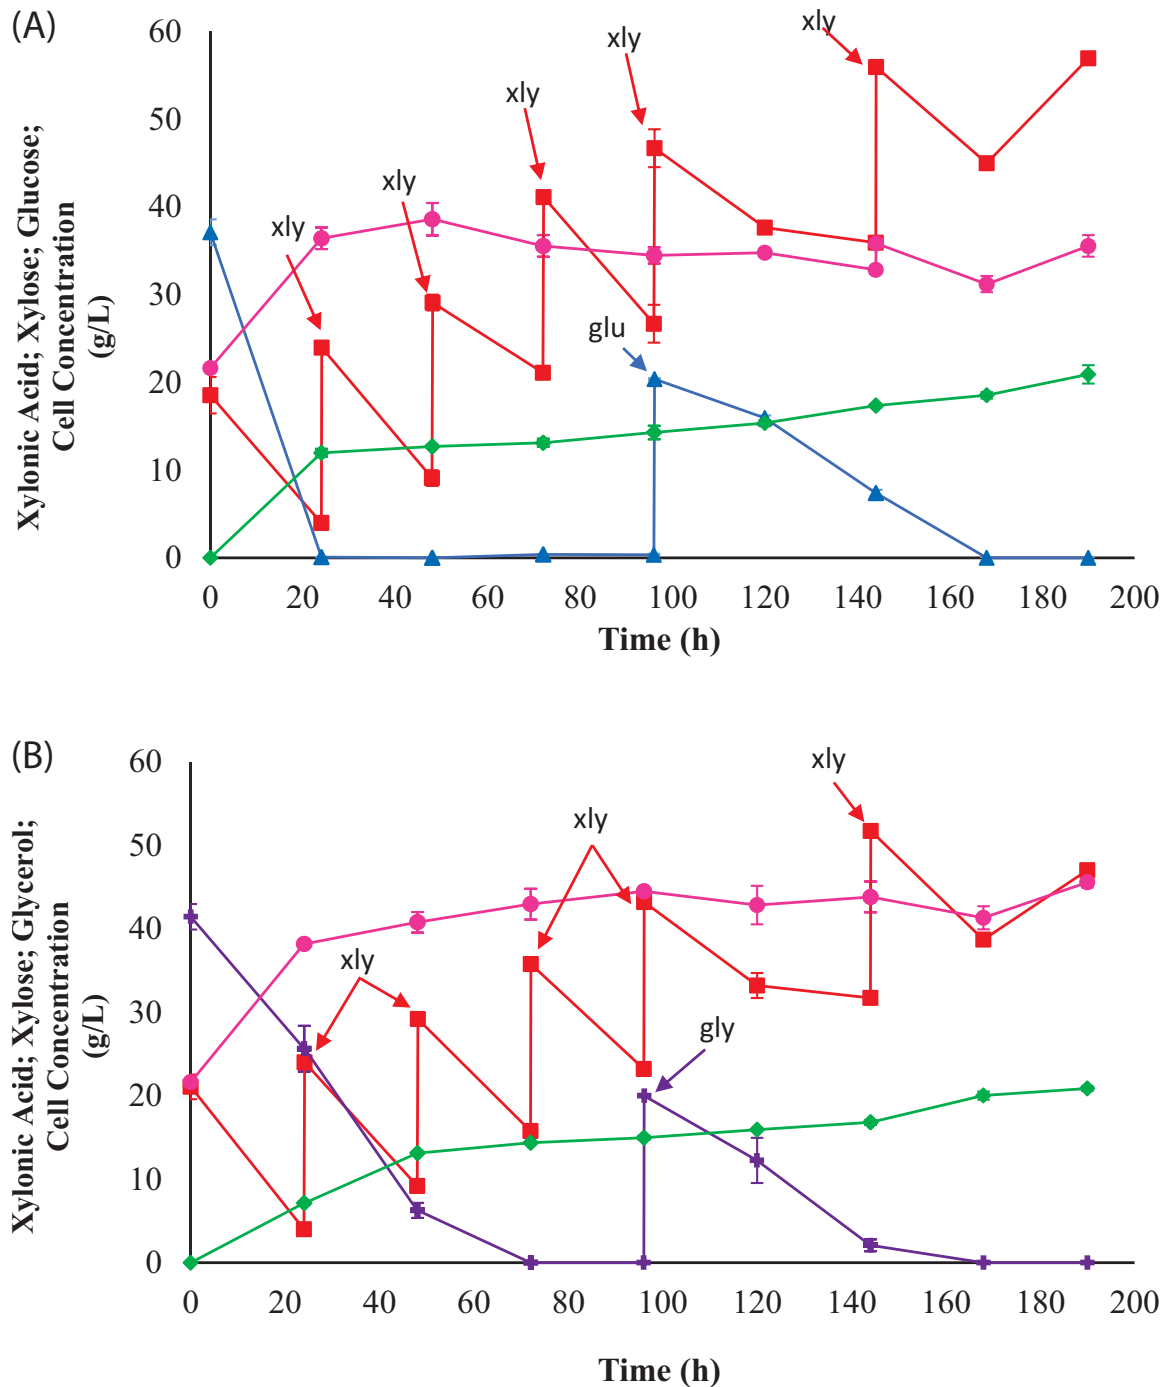 (A)
Xylonic Acid; Xylose; Glucose;
Cell Concentration
(g/L)
60
50
40
30
20
10
0
xly
xly
xly
xly
xly
glu
0 20 40 60 80 100 120 140 160 180 200
Time (h)
(B)
Xylonic Acid; Xylose; Glycerol;
Cell Concentration
(g/L)
60
50
40
30
20
10
0
xly
xly
xly
gly
0 20 40 60 80 100 120 140 160 180 200
Time (h)